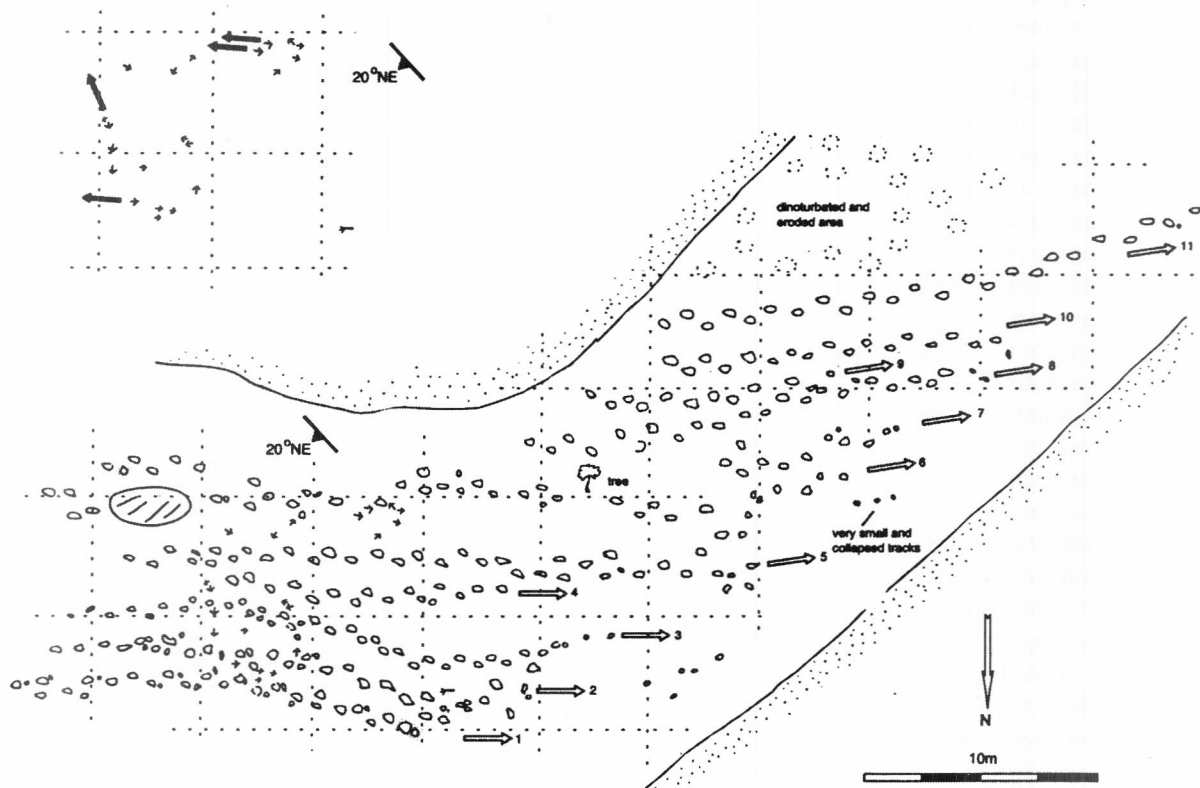 20°NE
dinoturbated and
eroded area
11
10
9
8
20°NE
7
6
tree
very small and
collapsed tracks
5
4
3
2
1
N
10m